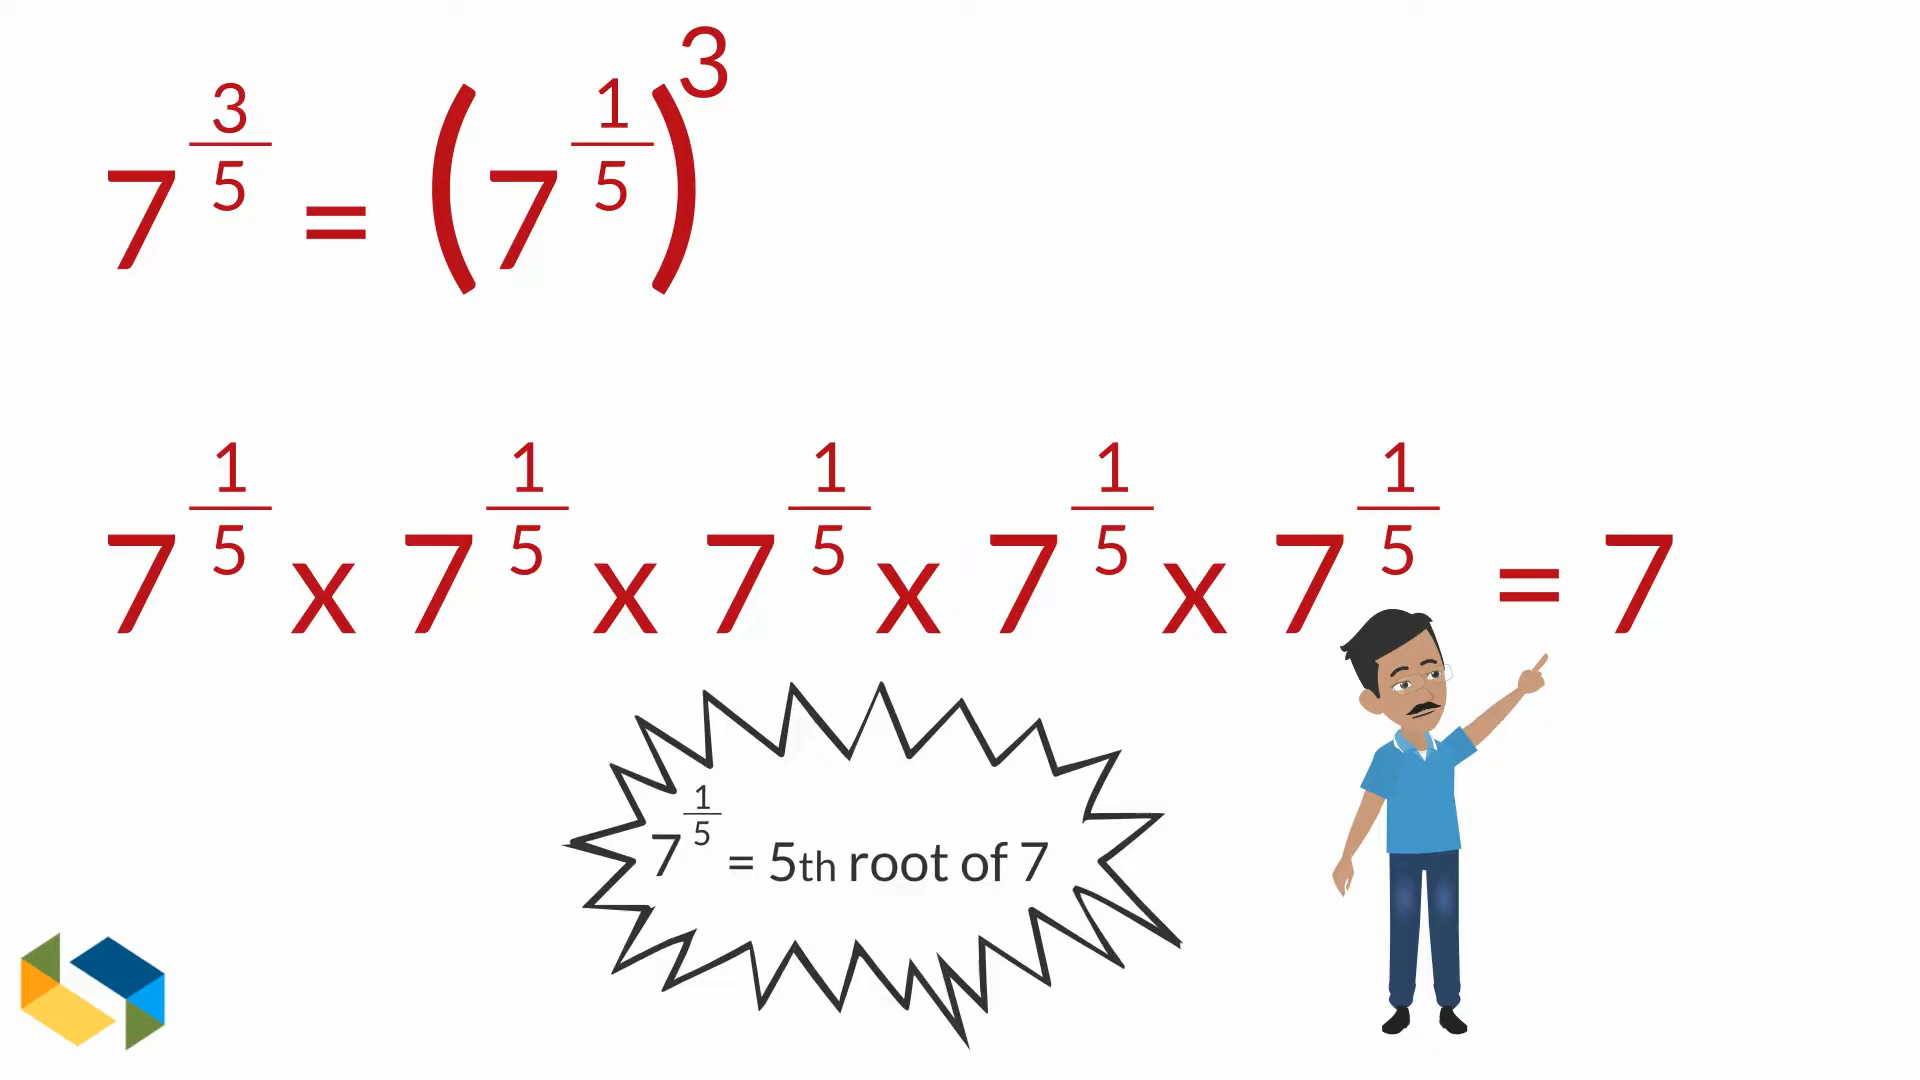 7^(3/5) = (7^(1/5))^3
7^(1/5) x 7^(1/5) x 7^(1/5) x 7^(1/5) x 7^(1/5) = 7
7^(1/5) = 5th root of 7